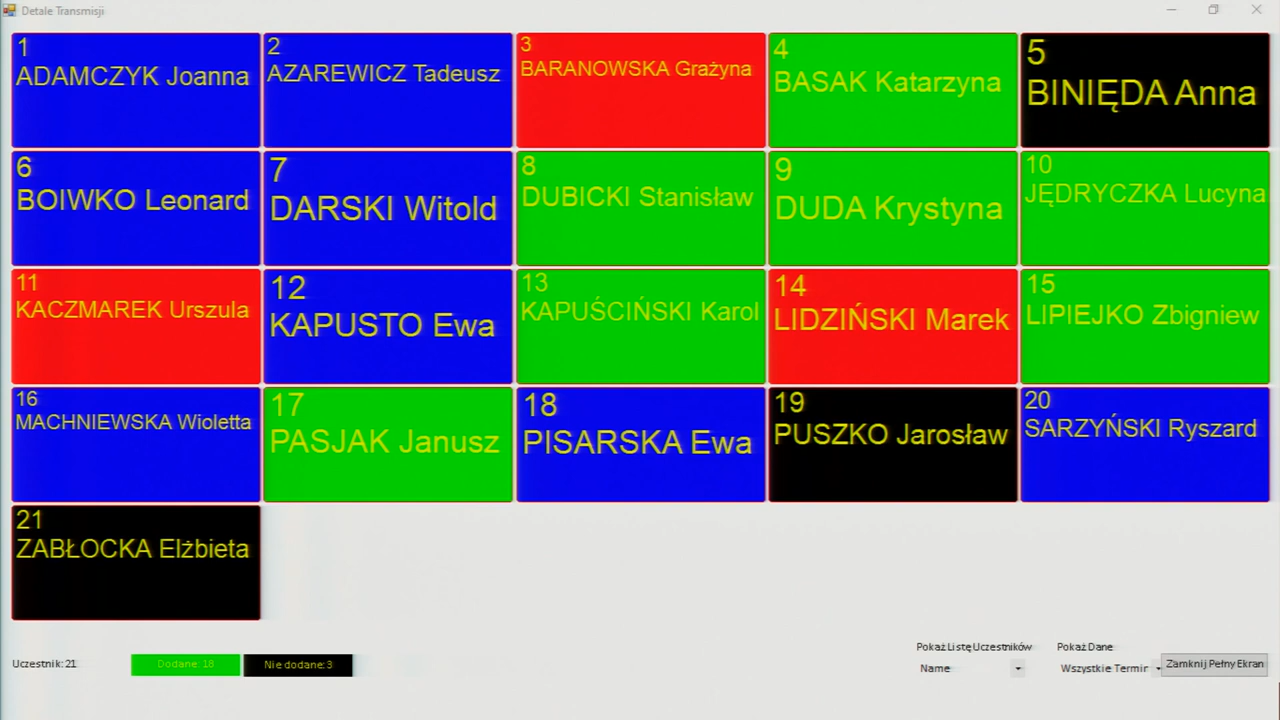 Detale Transmisji
1
ADAMCZYK Joanna
2
AZAREWICZ Tadeusz
3
BARANOWSKA Grażyna
4
BASAK Katarzyna
5
BINIĘDA Anna
6
BOIWKO Leonard
7
DARSKI Witold
8
DUBICKI Stanisław
9
DUDA Krystyna
10
JĘDRYCZKA Lucyna
11
KACZMAREK Urszula
12
KAPUSTO Ewa
13
KAPUŚCIŃSKI Karol
14
LIDZIŃSKI Marek
15
LIPIEJKO Zbigniew
16
MACHNIEWSKA Wioletta
17
PASJAK Janusz
18
PISARSKA Ewa
19
PUSZKO Jarosław
20
SARZYŃSKI Ryszard
21
ZABŁOCKA Elżbieta
Uczestnik: 21
Dodane: 18
Nie dodane: 3
Pokaż Listę Uczestników
Name
Pokaż Dane
Wszystkie Termir
Zamknij Pełny Ekran